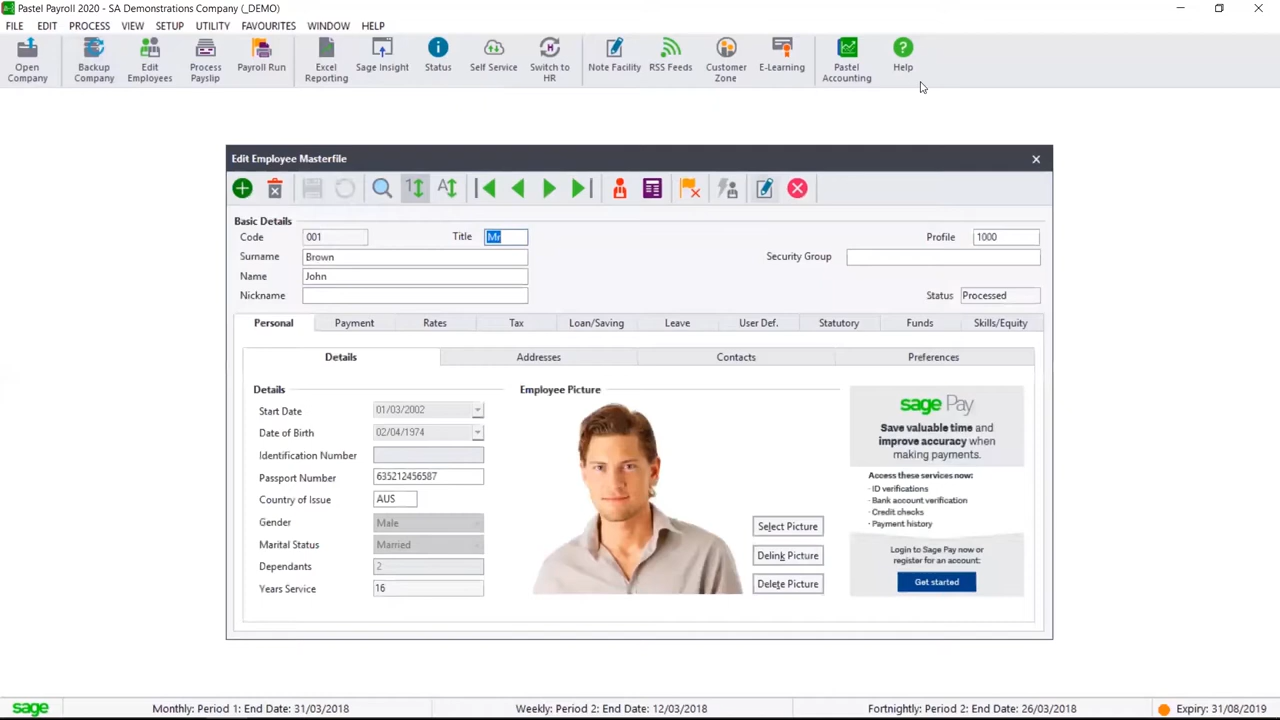 Pastel Payroll 2020 - SA Demonstrations Company (_DEMO)
FILE EDIT PROCESS VIEW SETUP UTILITY FAVOURITES WINDOW HELP
Open Company
Backup Company
Edit Employees
Process Payslip
Payroll Run
Excel Reporting
Sage Insight
Status
Self Service
Switch to HR
Note Facility
RSS Feeds
Customer Zone
E-Learning
Pastel Accounting
Help
Edit Employee Masterfile
Basic Details
Code 001 Title Mr Profile 1000
Surname Brown Security Group
Name John
Nickname Status Processed
Personal Payment Rates Tax Loan/Saving Leave User Def. Statutory Funds Skills/Equity
Details Addresses Contacts Preferences
Details
Start Date 01/03/2002
Date of Birth 02/04/1974
Identification Number
Passport Number 635212456587
Country of Issue AUS
Gender Male
Marital Status Married
Dependants 2
Years Service 16
Employee Picture
Select Picture
Delink Picture
Delete Picture
sage Pay
Save valuable time and
improve accuracy when
making payments.
Access these services now:
· ID verifications
· Bank account verification
· Credit checks
· Payment history
Login to Sage Pay now or
register for an account:
Get started
sage Monthly: Period 1: End Date: 31/03/2018 Weekly: Period 2: End Date: 12/03/2018 Fortnightly: Period 2: End Date: 26/03/2018 Expiry: 31/08/2019